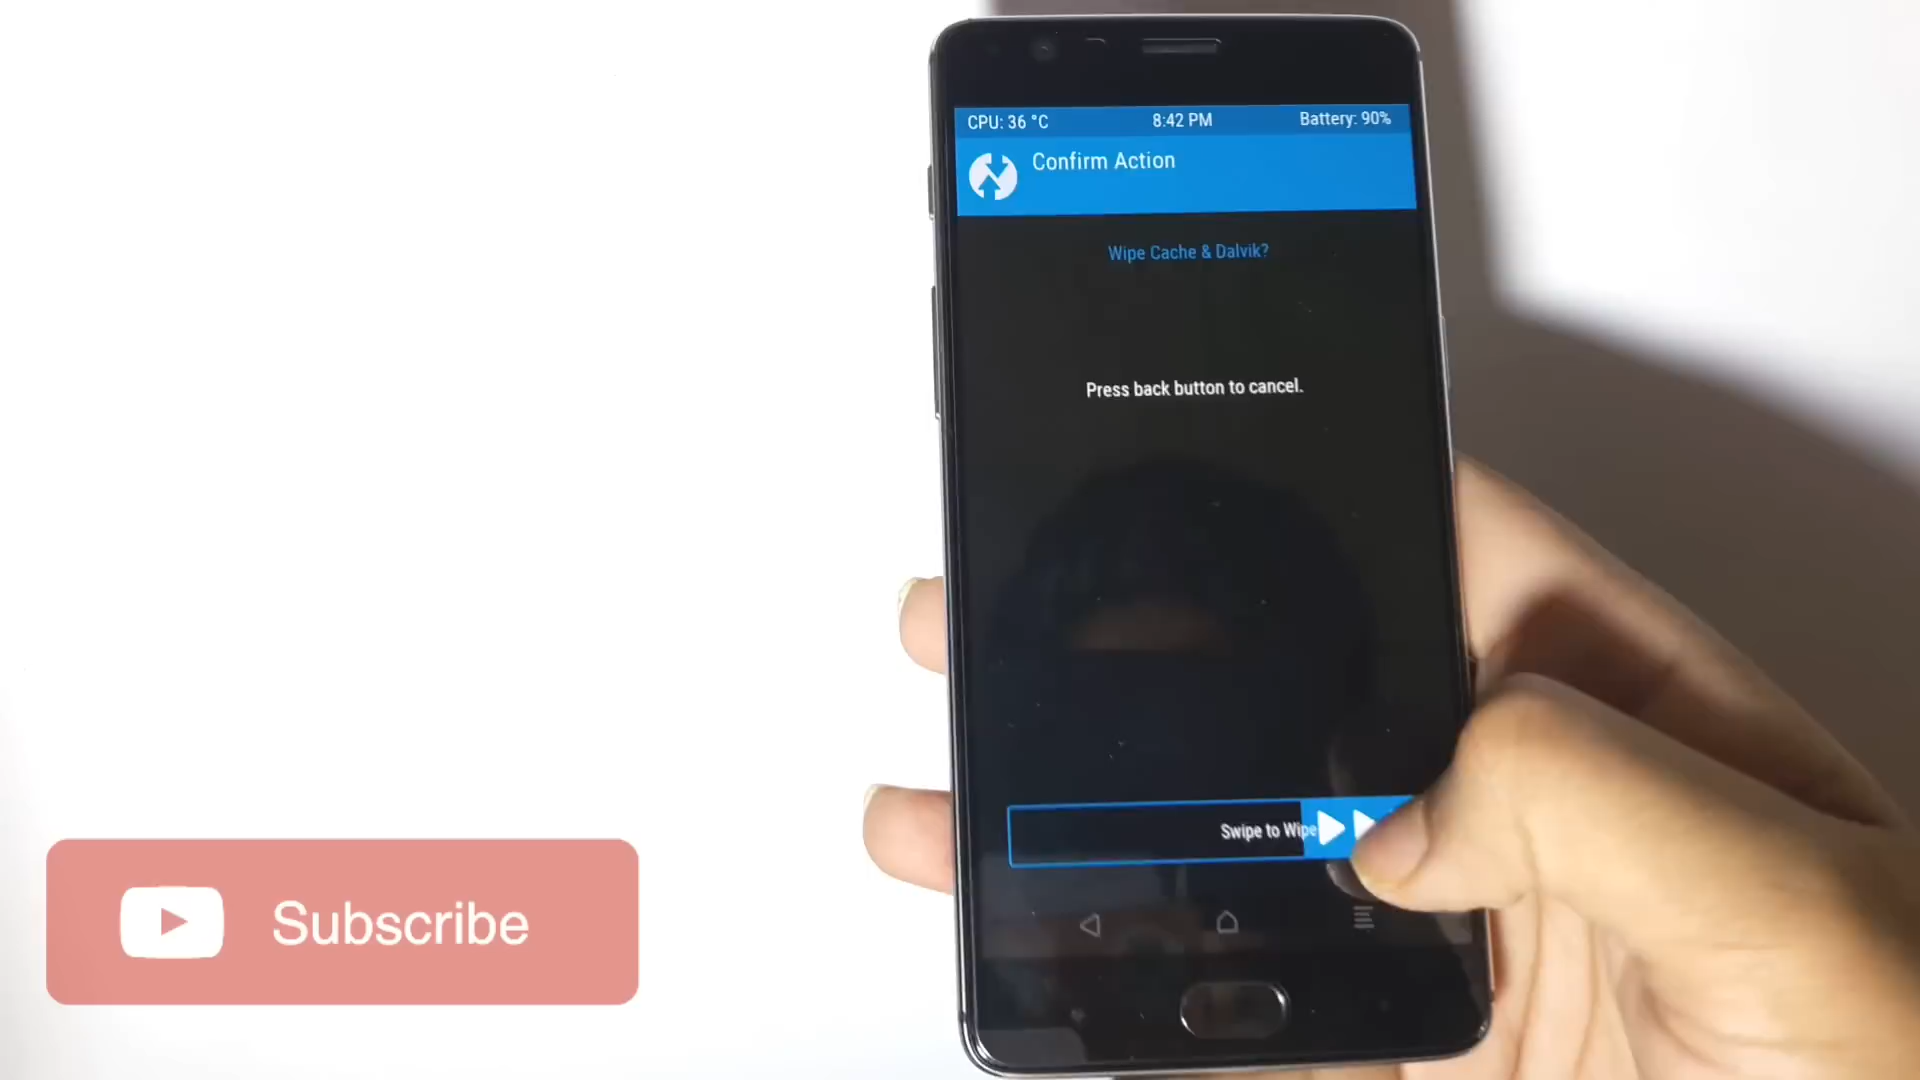 CPU: 36 °C 8:42 PM Battery: 90%
Confirm Action
Wipe Cache & Dalvik?
Press back button to cancel.
Swipe to Wipe
Subscribe